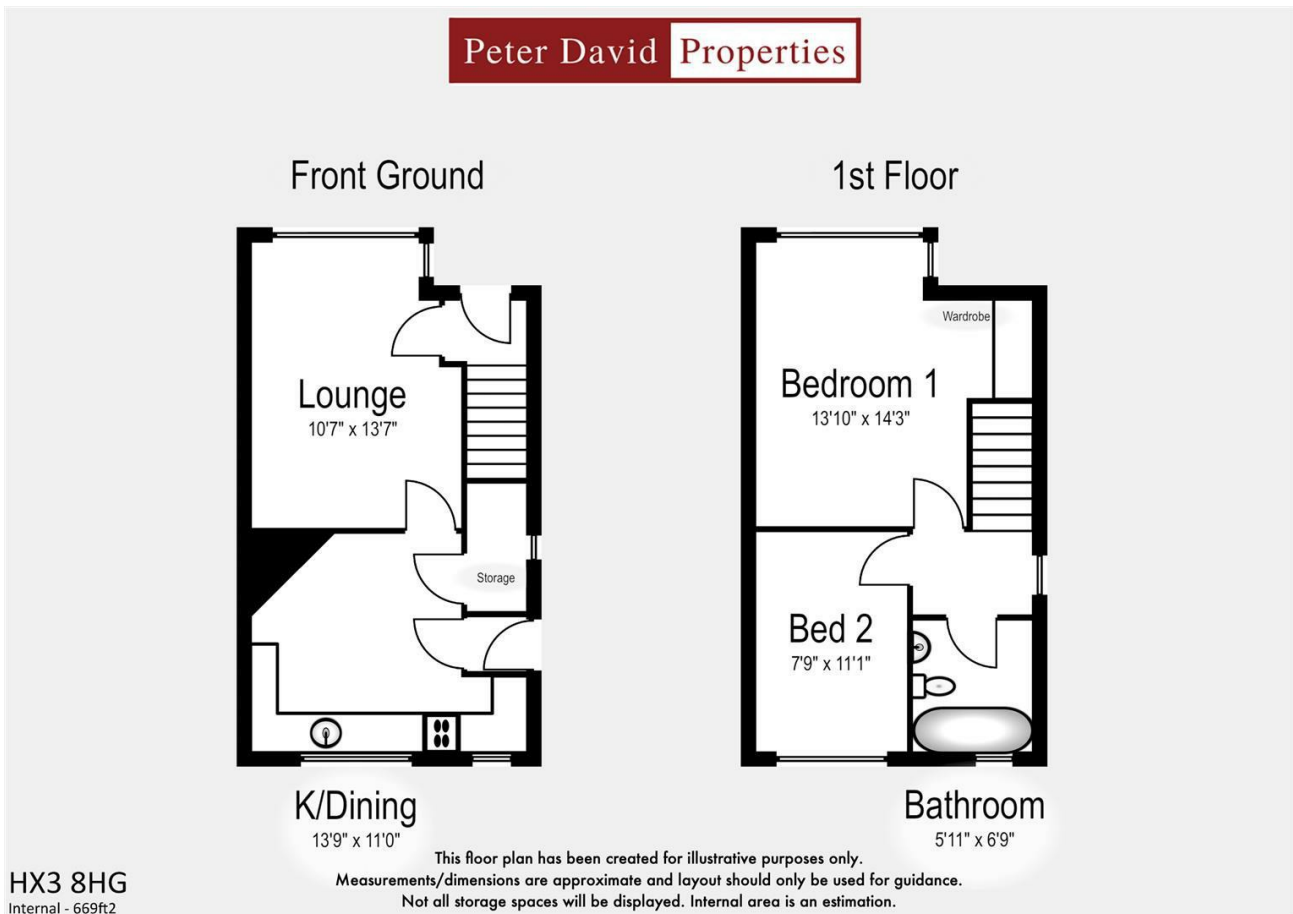 Peter David Properties
Front Ground
1st Floor
Lounge
10'7" x 13'7"
Storage
K/Dining
13'9" x 11'0"
Wardrobe
Bedroom 1
13'10" x 14'3"
Bed 2
7'9" x 11'1"
Bathroom
5'11" x 6'9"
This floor plan has been created for illustrative purposes only.
Measurements/dimensions are approximate and layout should only be used for guidance.
Not all storage spaces will be displayed. Internal area is an estimation.
HX3 8HG
Internal - 669ft2